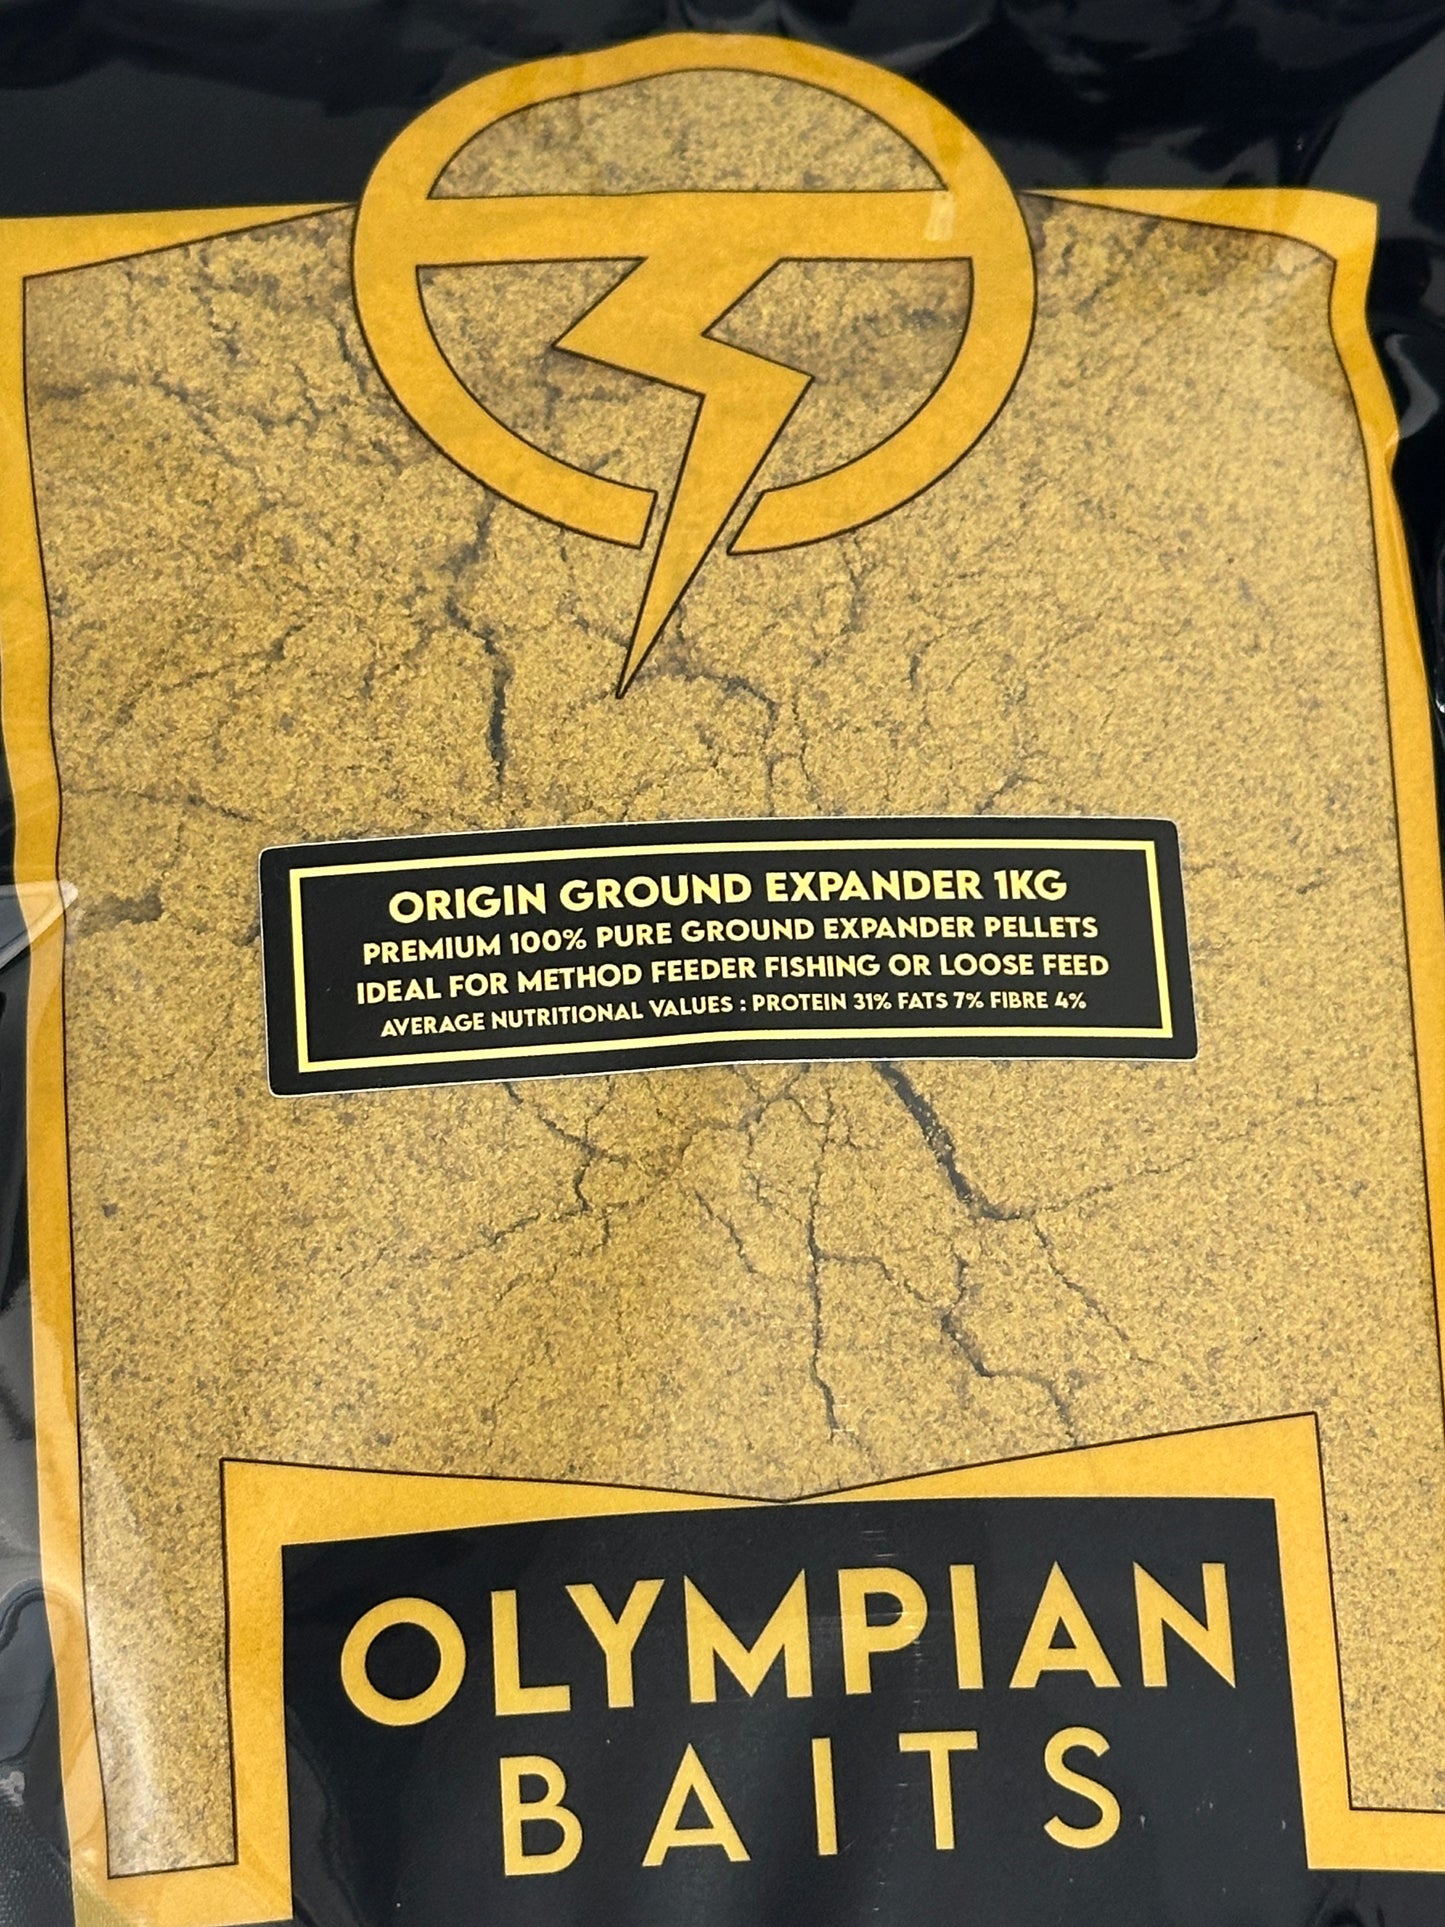 ORIGIN GROUND EXPANDER 1KG
PREMIUM 100% PURE GROUND EXPANDER PELLETS
IDEAL FOR METHOD FEEDER FISHING OR LOOSE FEED
AVERAGE NUTRITIONAL VALUES : PROTEIN 31% FATS 7% FIBRE 4%
OLYMPIAN
BAITS